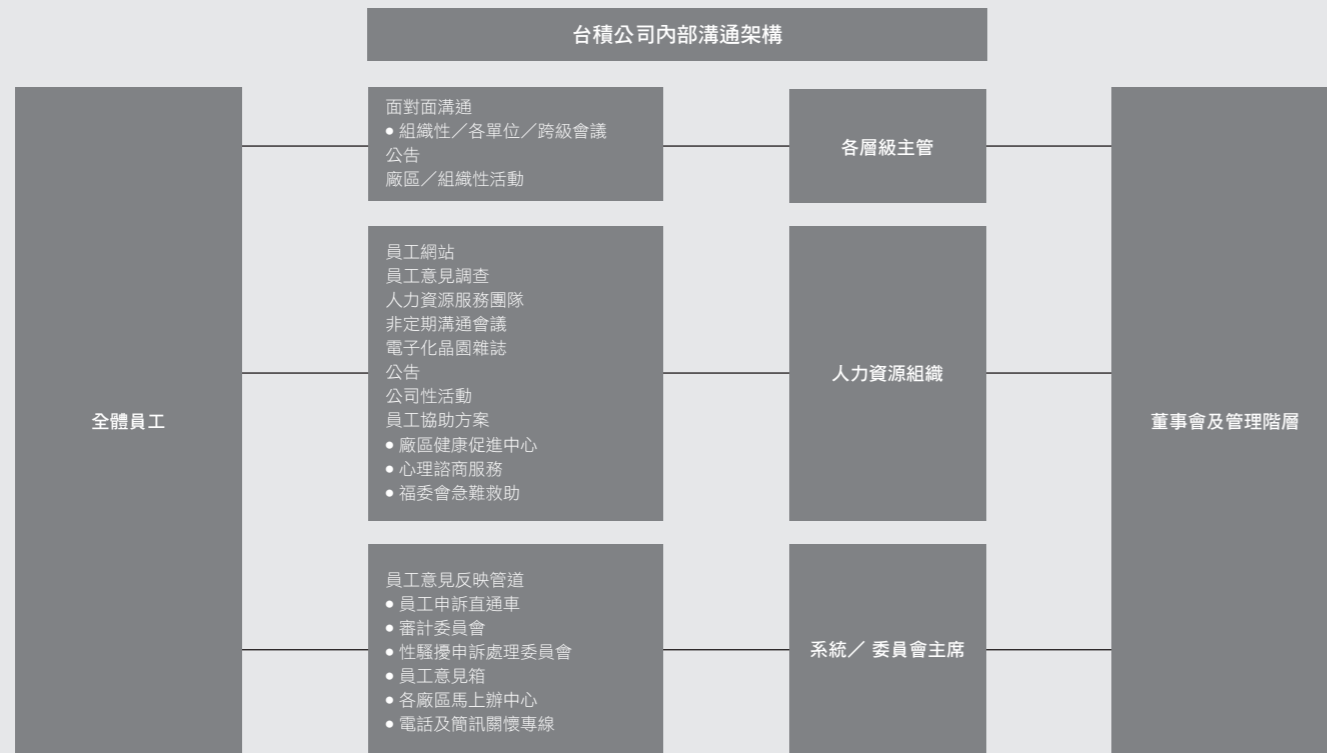 台積公司內部溝通架構
全體員工
面對面溝通
● 組織性／各單位／跨級會議
公告
廠區／組織性活動
各層級主管
員工網站
員工意見調查
人力資源服務團隊
非定期溝通會議
電子化晶園雜誌
公告
公司性活動
員工協助方案
● 廠區健康促進中心
● 心理諮商服務
● 福委會急難救助
人力資源組織
員工意見反映管道
● 員工申訴直通車
● 審計委員會
● 性騷擾申訴處理委員會
● 員工意見箱
● 各廠區馬上辦中心
● 電話及簡訊關懷專線
系統／ 委員會主席
董事會及管理階層